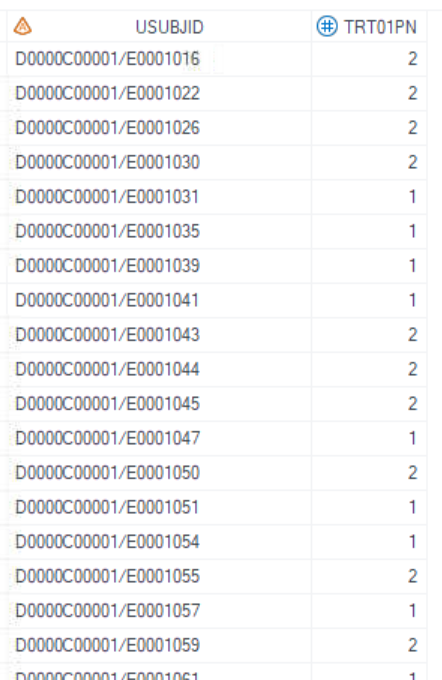 USUBJID TRT01PN
D0000C00001/E0001016 2
D0000C00001/E0001022 2
D0000C00001/E0001026 2
D0000C00001/E0001030 2
D0000C00001/E0001031 1
D0000C00001/E0001035 1
D0000C00001/E0001039 1
D0000C00001/E0001041 1
D0000C00001/E0001043 2
D0000C00001/E0001044 2
D0000C00001/E0001045 2
D0000C00001/E0001047 1
D0000C00001/E0001050 2
D0000C00001/E0001051 1
D0000C00001/E0001054 1
D0000C00001/E0001055 2
D0000C00001/E0001057 1
D0000C00001/E0001059 2
D0000C00001/E0001061 1